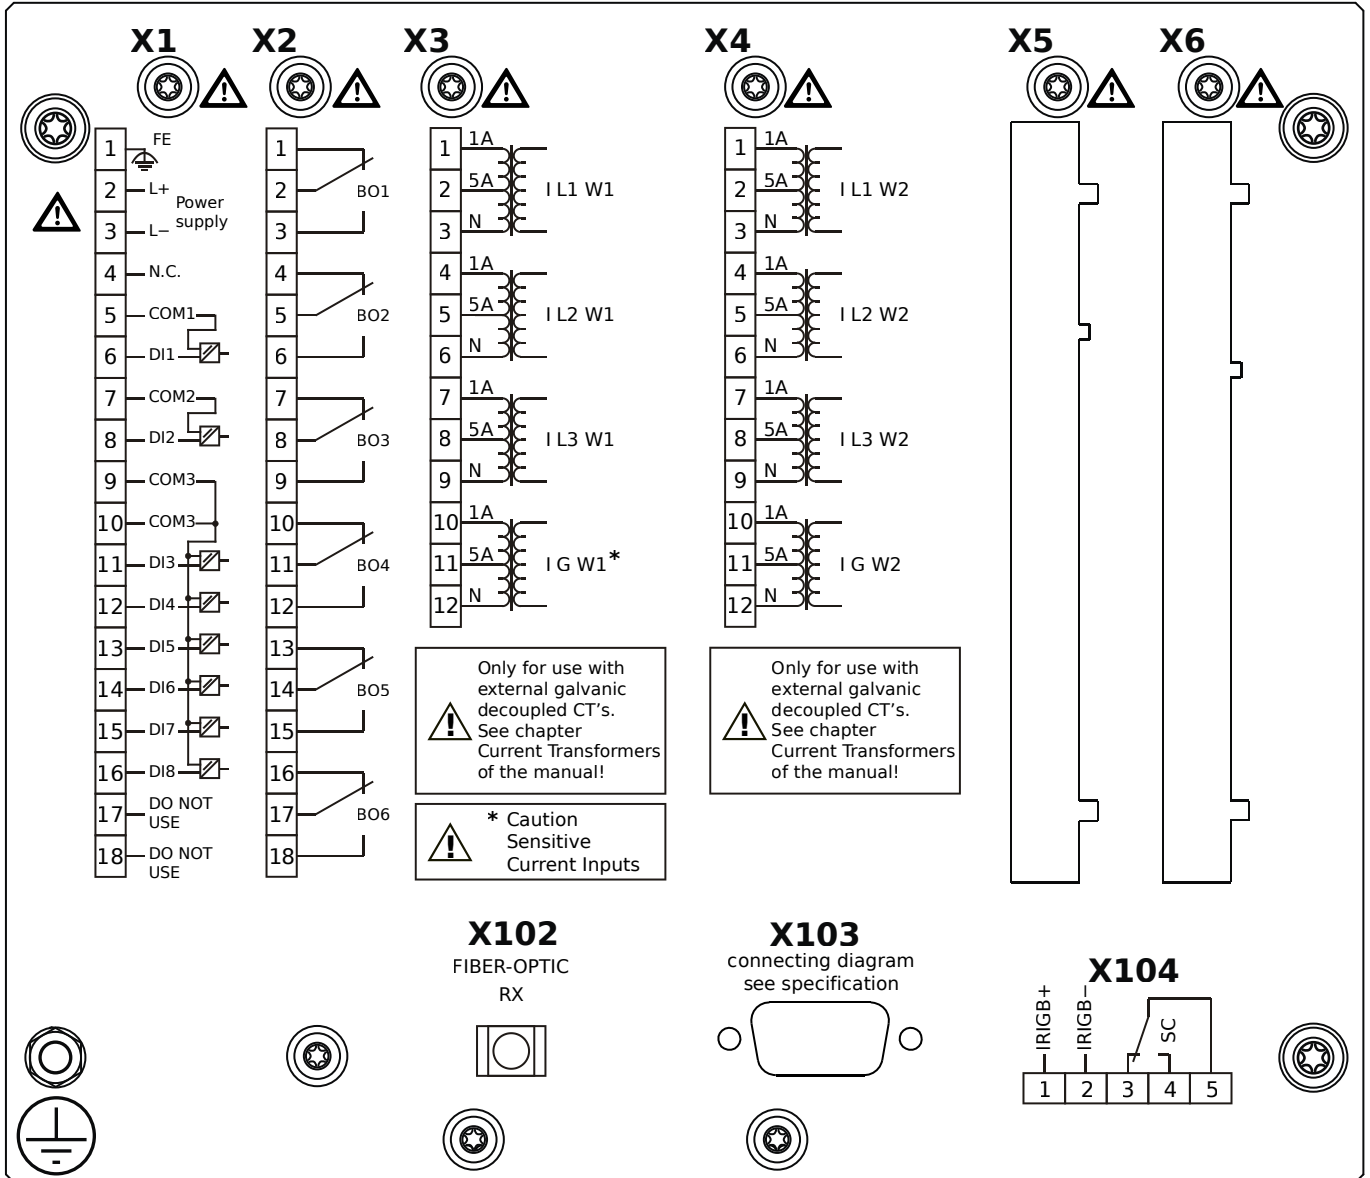 X1
X2
X3
X4
X5
X6
1
FE
2
L+
Power
supply
3
L−
4
N.C.
5
COM1
6
DI1
7
COM2
8
DI2
9
COM3
10
COM3
11
DI3
12
DI4
13
DI5
14
DI6
15
DI7
16
DI8
17
DO NOT
USE
18
DO NOT
USE
1
2
BO1
3
4
5
BO2
6
7
8
BO3
9
10
11
BO4
12
13
14
BO5
15
16
17
BO6
18
1
1A
2
5A
I L1 W1
3
N
4
1A
5
5A
I L2 W1
6
N
7
1A
8
5A
I L3 W1
9
N
10
1A
11
5A
I G W1*
12
N
Only for use with
external galvanic
decoupled CT's.
See chapter
Current Transformers
of the manual!
* Caution
Sensitive
Current Inputs
1
1A
2
5A
I L1 W2
3
N
4
1A
5
5A
I L2 W2
6
N
7
1A
8
5A
I L3 W2
9
N
10
1A
11
5A
I G W2
12
N
Only for use with
external galvanic
decoupled CT's.
See chapter
Current Transformers
of the manual!
X102
FIBER-OPTIC
RX
X103
connecting diagram
see specification
X104
IRIGB+
IRIGB−
SC
1 2 3 4 5